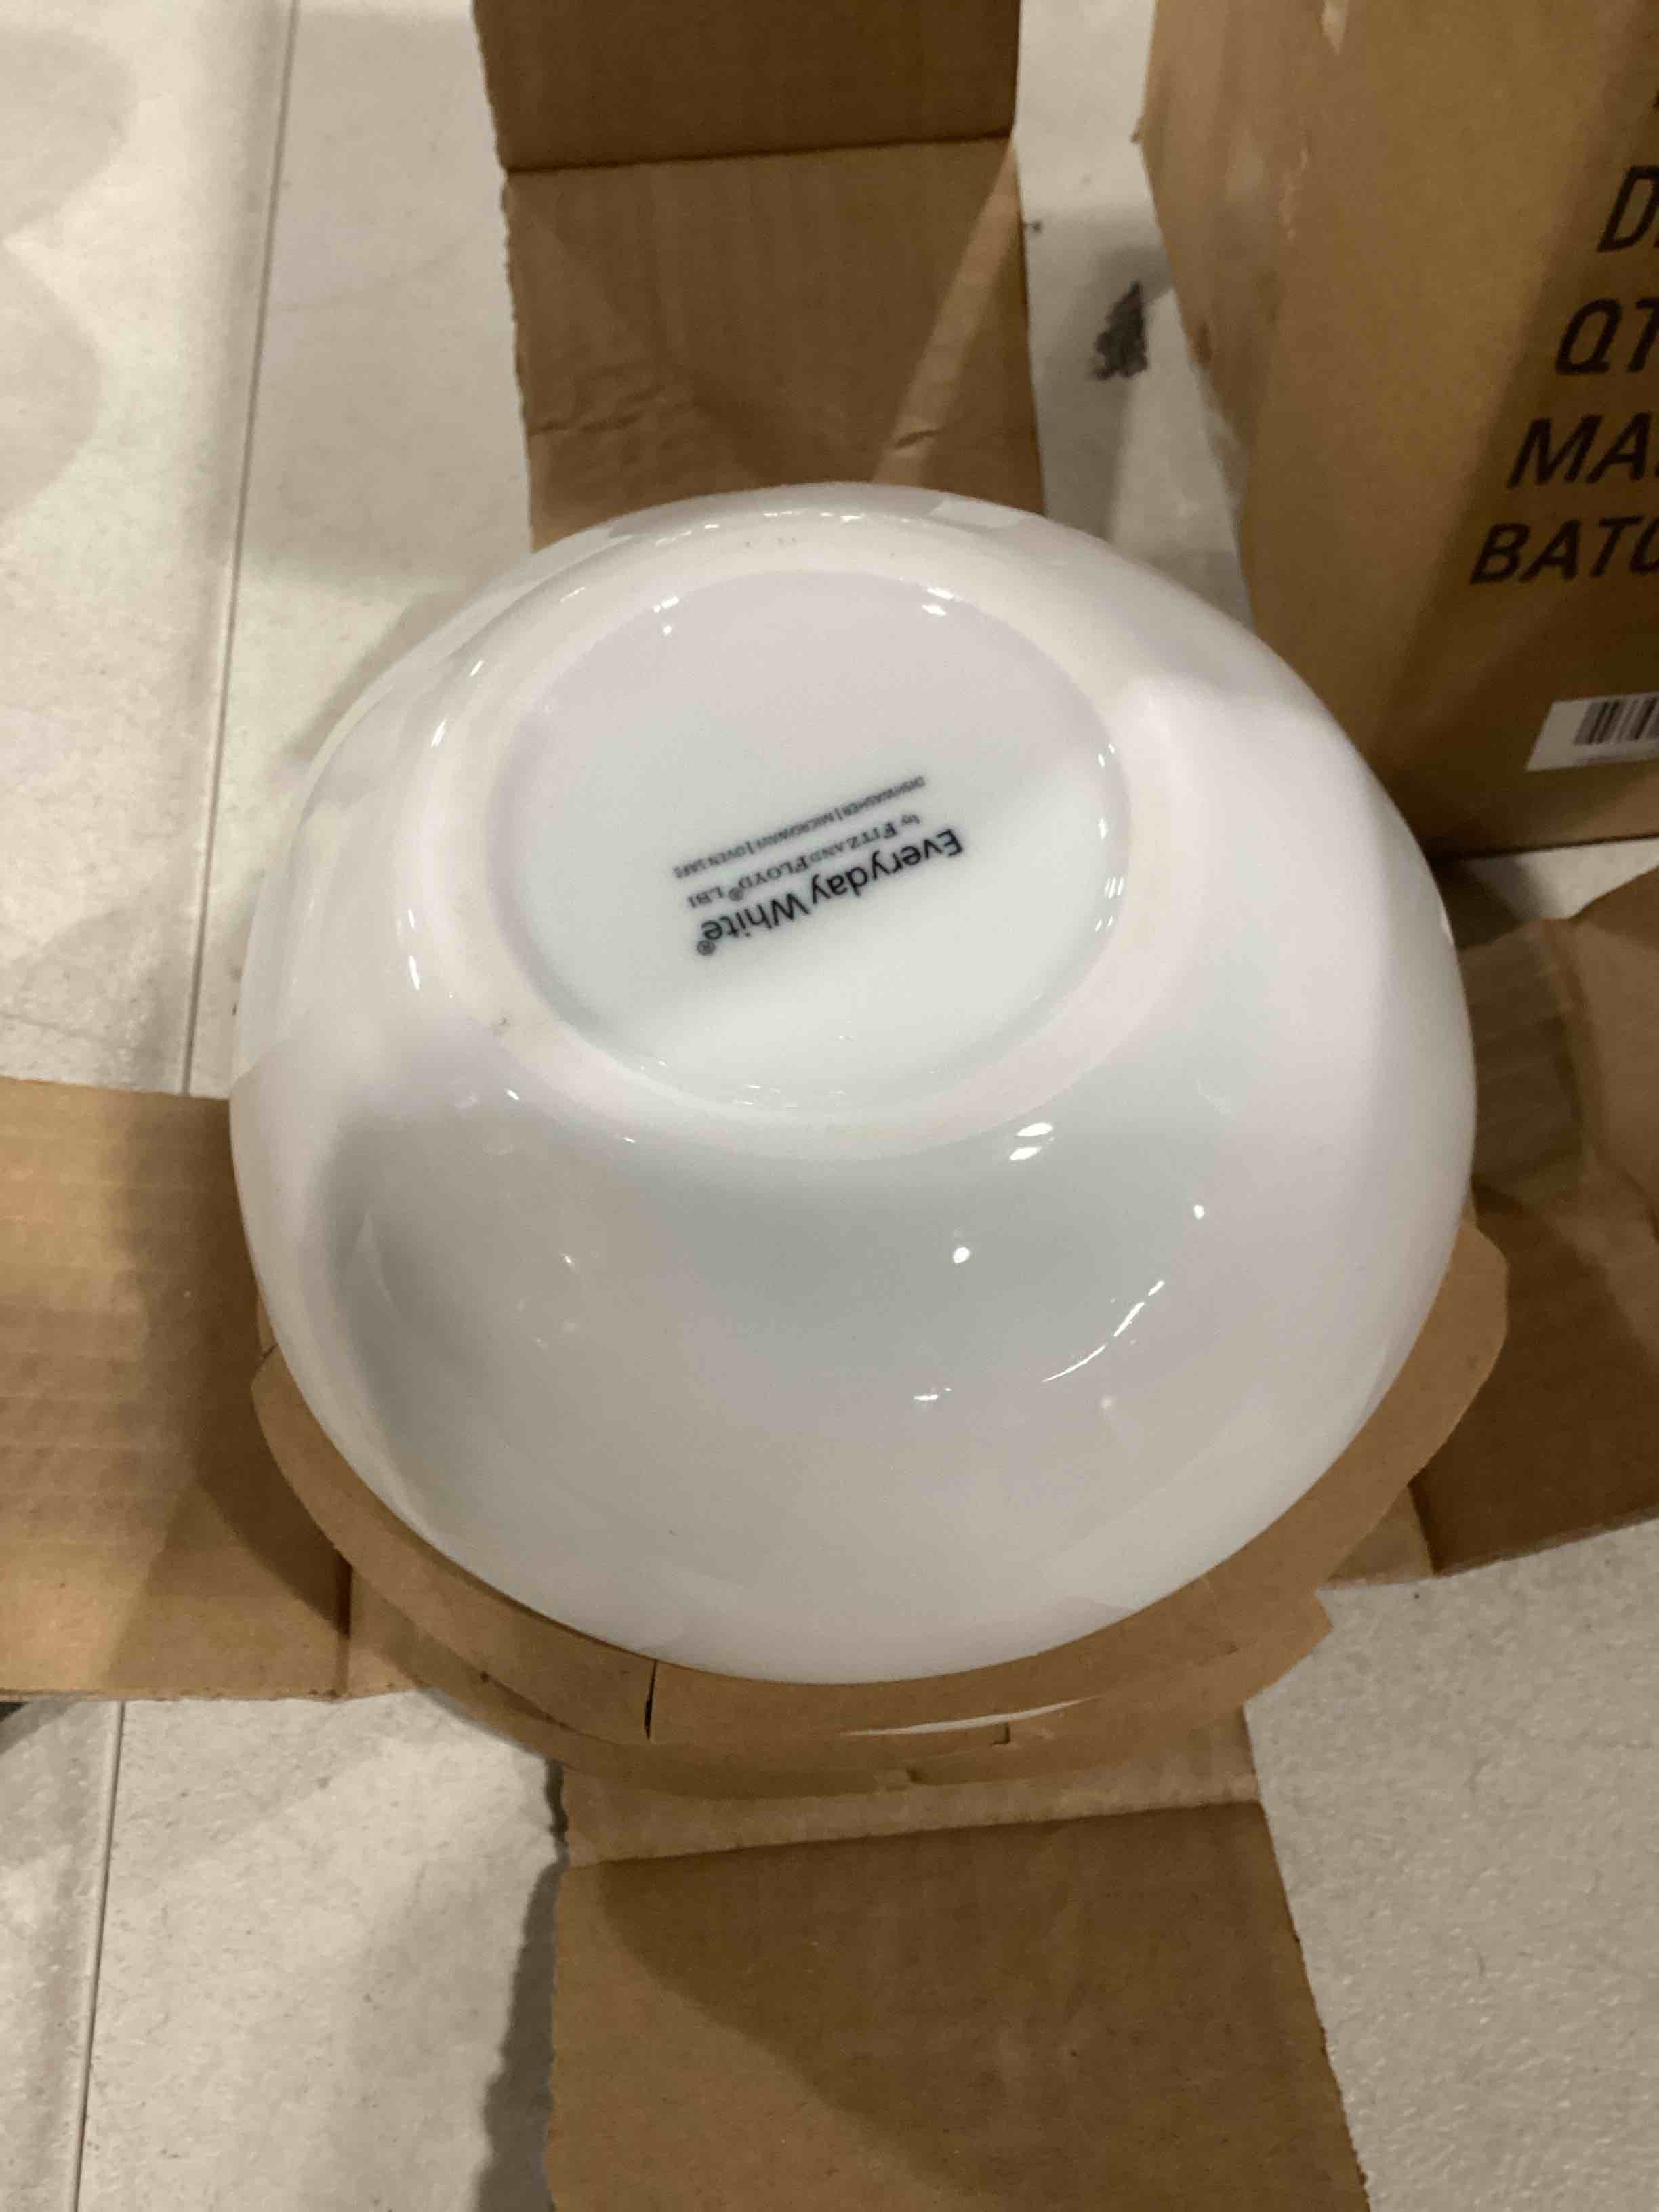 Everyday White®
by FITZ AND FLOYD® LBI
DISHWASHER | MICROWAVE | OVEN SAFE
D
QT
MA
BATC